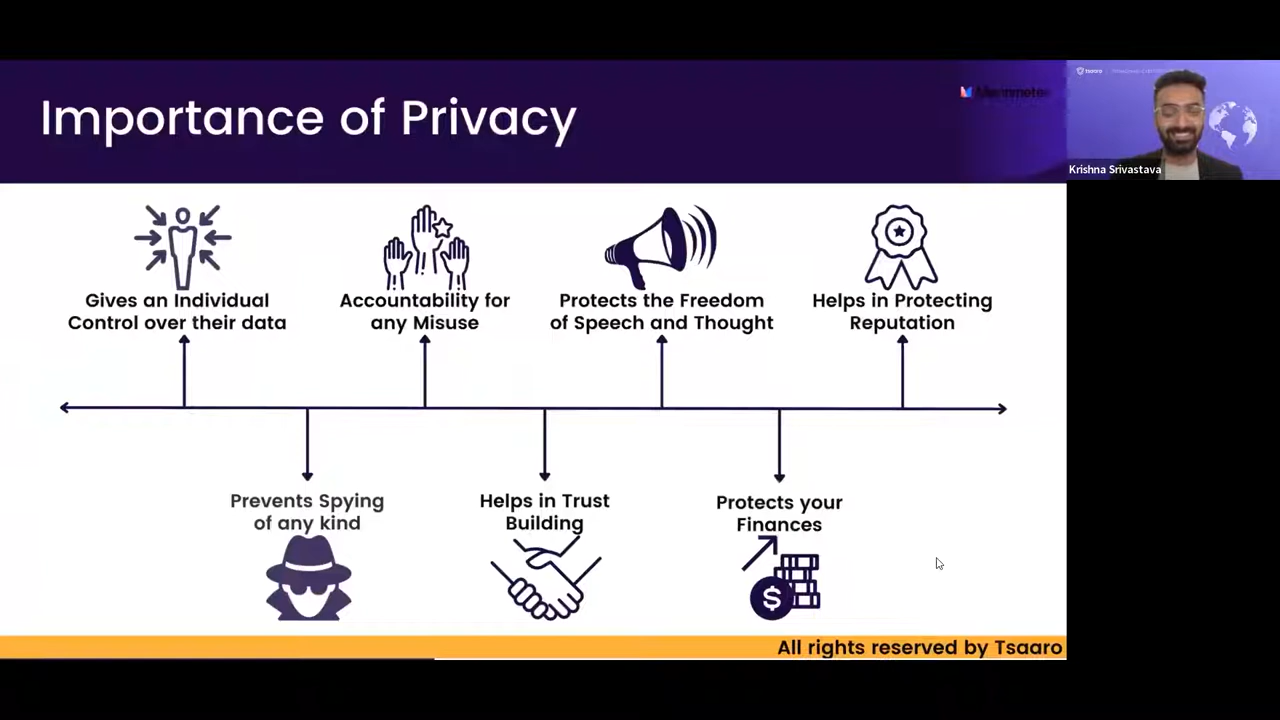 Importance of Privacy
tsaaro
Krishna Srivastava
Gives an Individual
Control over their data
Accountability for
any Misuse
Protects the Freedom
of Speech and Thought
Helps in Protecting
Reputation
Prevents Spying
of any kind
Helps in Trust
Building
Protects your
Finances
$
All rights reserved by Tsaaro